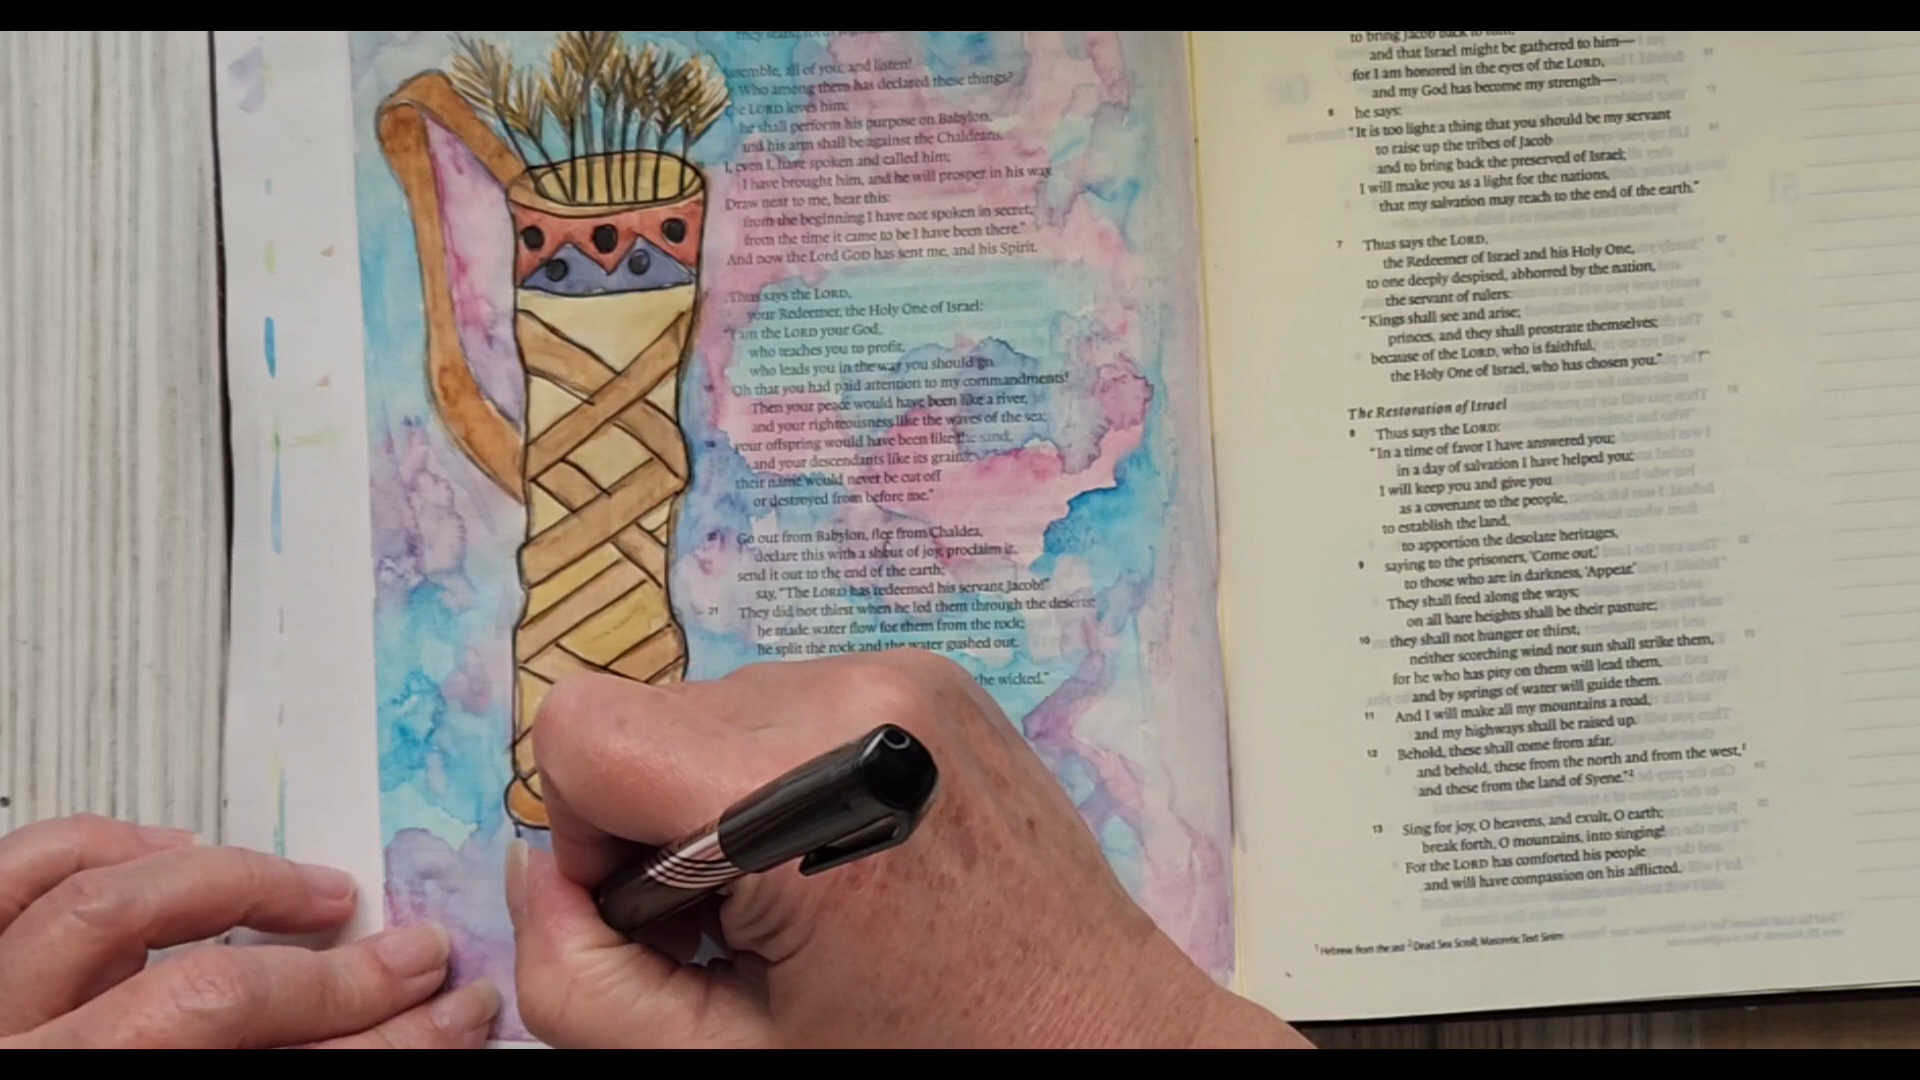 ssemble, all of you, and listen!
Who among them has declared these things?
LORD loves him;
he shall perform his purpose on Babylon,
and his arm shall be against the Chaldeans.
I, even I, have spoken and called him;
I have brought him, and he will prosper in his way.
Draw near to me, hear this:
from the beginning I have not spoken in secret,
from the time it came to be I have been there.”
And now the Lord GOD has sent me, and his Spirit.
Thus says the LORD,
your Redeemer, the Holy One of Israel:
“I am the LORD your God,
who teaches you to profit,
who leads you in the way you should go.
Oh that you had paid attention to my commandments!
Then your peace would have been like a river,
and your righteousness like the waves of the sea;
your offspring would have been like the sand,
and your descendants like its grains;
their name would never be cut off
or destroyed from before me.”
Go out from Babylon, flee from Chaldea,
declare this with a shout of joy, proclaim it,
send it out to the end of the earth;
say, “The LORD has redeemed his servant Jacob!”
21 They did not thirst when he led them through the deserts;
he made water flow for them from the rock;
he split the rock and the water gushed out.
the wicked.”
to bring Jacob back to him;
and that Israel might be gathered to him—
for I am honored in the eyes of the LORD,
and my God has become my strength—
6 he says:
“It is too light a thing that you should be my servant
to raise up the tribes of Jacob
and to bring back the preserved of Israel;
I will make you as a light for the nations,
that my salvation may reach to the end of the earth.”
7 Thus says the LORD,
the Redeemer of Israel and his Holy One,
to one deeply despised, abhorred by the nation,
the servant of rulers:
“Kings shall see and arise;
princes, and they shall prostrate themselves;
because of the LORD, who is faithful,
the Holy One of Israel, who has chosen you.”
The Restoration of Israel
8 Thus says the LORD:
“In a time of favor I have answered you;
in a day of salvation I have helped you;
I will keep you and give you
as a covenant to the people,
to establish the land,
to apportion the desolate heritages,
9 saying to the prisoners, ‘Come out,’
to those who are in darkness, ‘Appear.’
They shall feed along the ways;
on all bare heights shall be their pasture;
10 they shall not hunger or thirst,
neither scorching wind nor sun shall strike them,
for he who has pity on them will lead them,
and by springs of water will guide them.
11 And I will make all my mountains a road,
and my highways shall be raised up.
12 Behold, these shall come from afar,
and behold, these from the north and from the west,1
and these from the land of Syene.”2
13 Sing for joy, O heavens, and exult, O earth;
break forth, O mountains, into singing!
For the LORD has comforted his people
and will have compassion on his afflicted.
1 Hebrew from the sea 2 Dead Sea Scroll; Masoretic Text Sinim